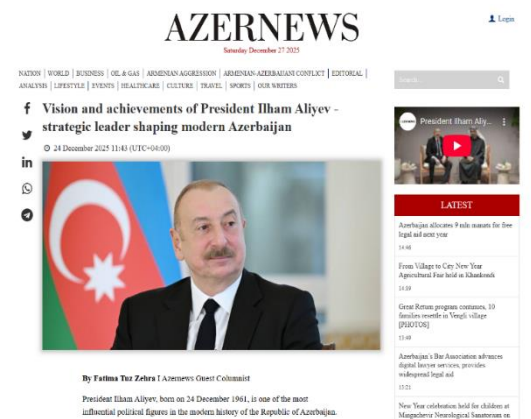 AZERNEWS
Saturday December 27 2025
Login
NATION | WORLD | BUSINESS | OIL & GAS | ARMENIAN AGGRESSION | ARMENIAN-AZERBAIJANI CONFLICT | EDITORIAL |
ANALYSIS | LIFESTYLE | EVENTS | HEALTHCARE | CULTURE | TRAVEL | SPORTS | OUR WRITERS
Search...
Vision and achievements of President Ilham Aliyev -
strategic leader shaping modern Azerbaijan
24 December 2025 11:43 (UTC+04:00)
By Fatima Tuz Zehra I Azernews Guest Columnist
President Ilham Aliyev, born on 24 December 1961, is one of the most
influential political figures in the modern history of the Republic of Azerbaijan.
President Ilham Aliy...
LATEST
Azerbaijan allocates 9 mln manats for free
legal aid next year
14:46
From Village to City New Year
Agricultural Fair held in Khankendi
14:19
Great Return program continues, 10
families resettle in Vengli village
[PHOTOS]
13:48
Azerbaijan's Bar Association advances
digital lawyer services, provides
widespread legal aid
13:21
New Year celebration held for children at
Mingachevir Neurological Sanatorium on